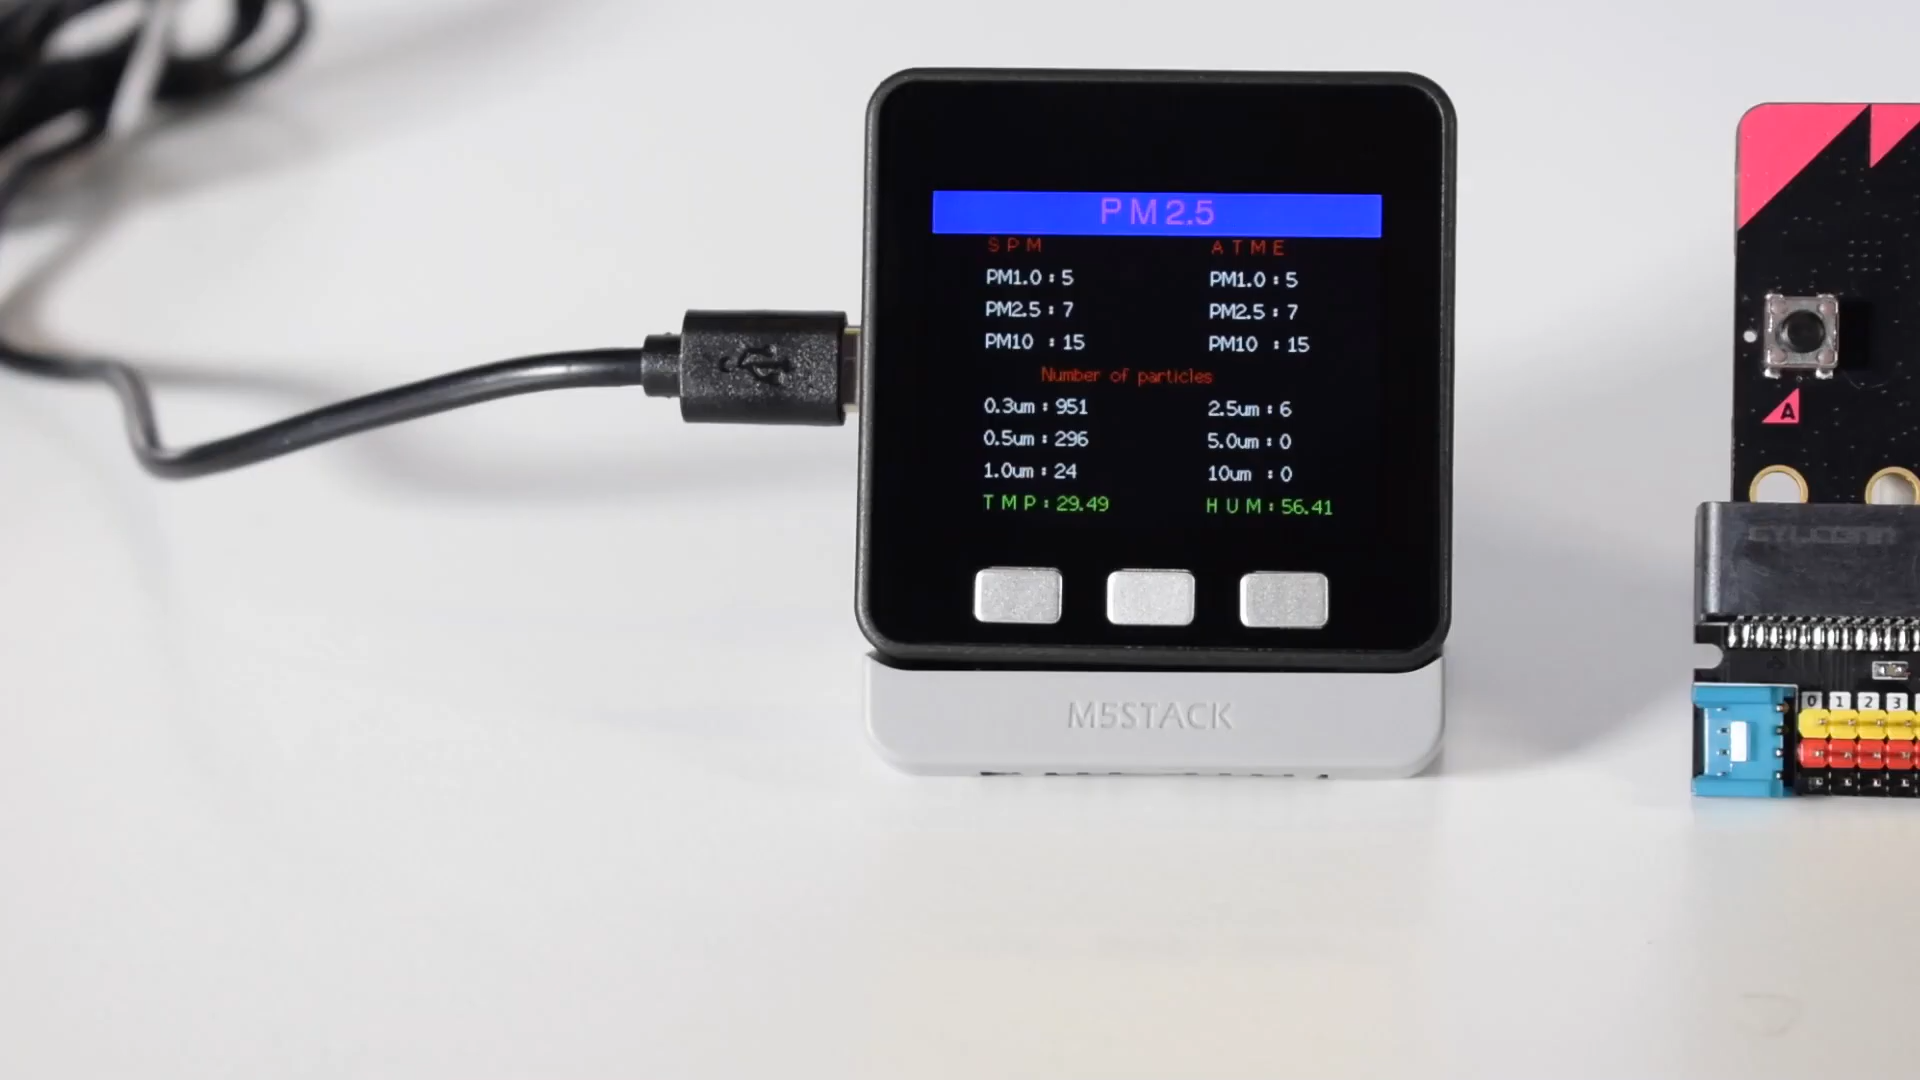 PM2.5
SPM ATME
PM1.0 : 5 PM1.0 : 5
PM2.5 : 7 PM2.5 : 7
PM10 : 15 PM10 : 15
Number of particles
0.3um : 951 2.5um : 6
0.5um : 296 5.0um : 0
1.0um : 24 10um : 0
TMP : 29.49 HUM : 56.41
M5STACK
A
0 1 2 3